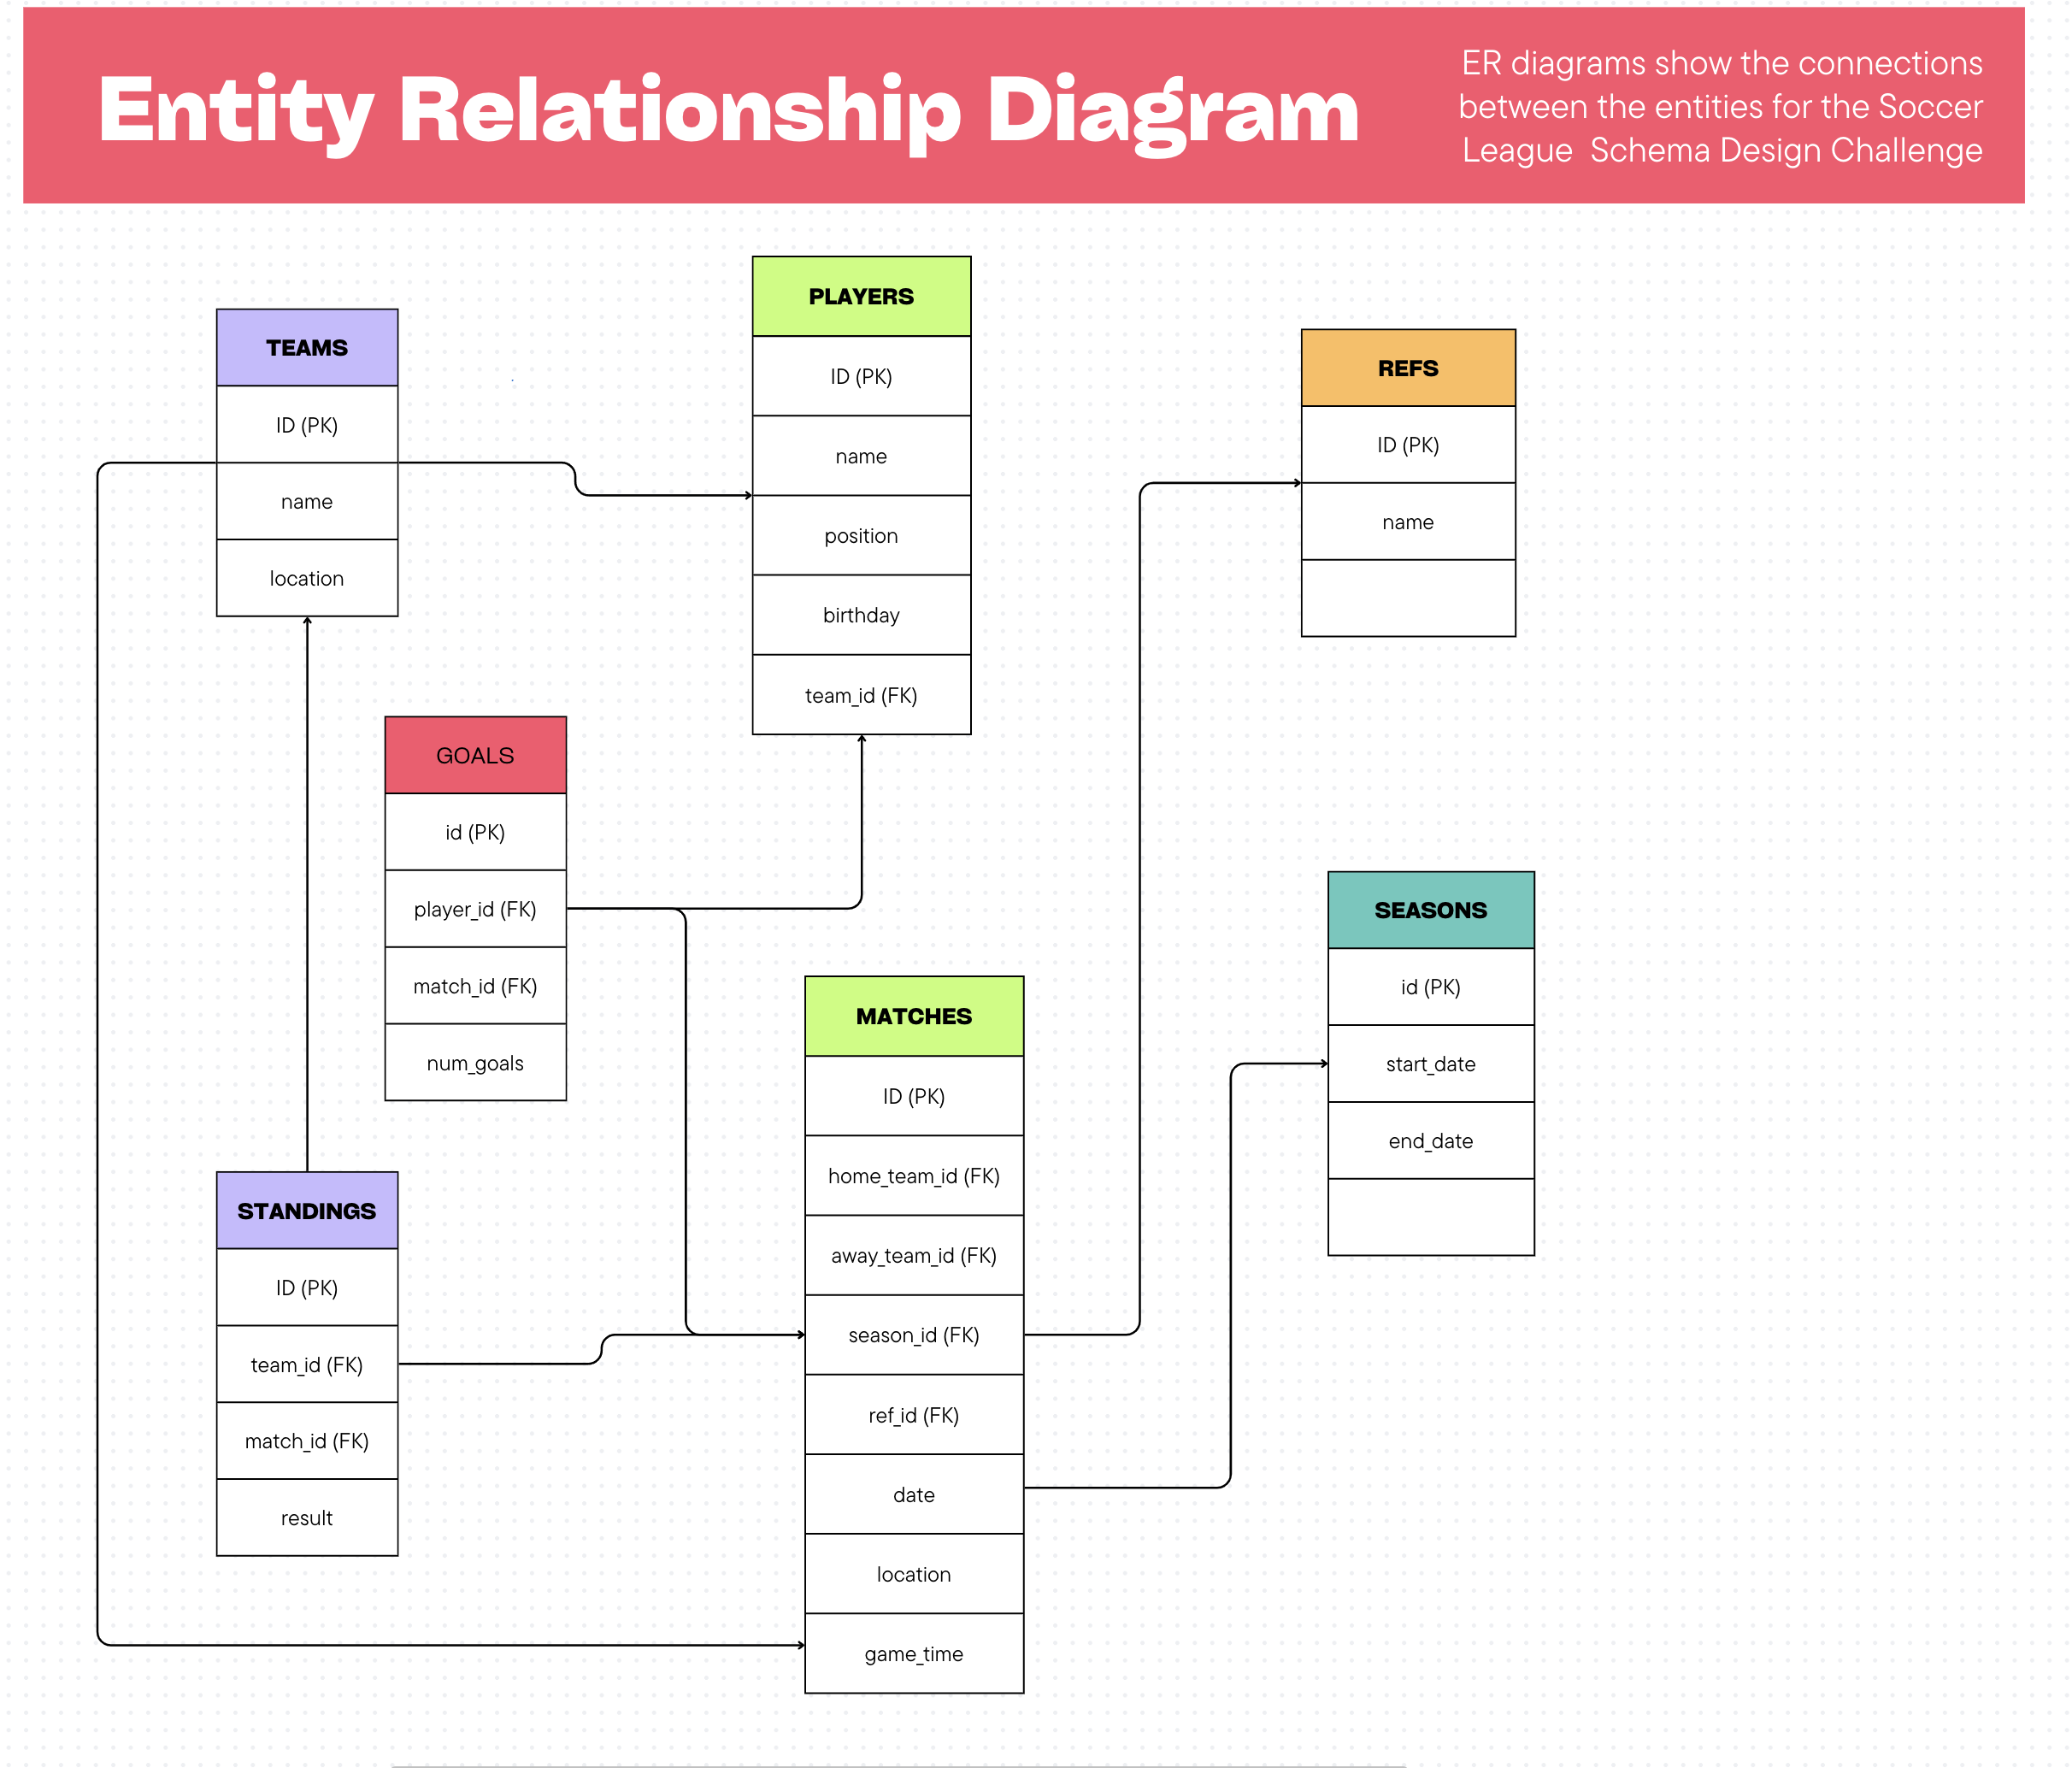 Entity Relationship Diagram
ER diagrams show the connections
between the entities for the Soccer
League  Schema Design Challenge
TEAMS
ID (PK)
name
location
PLAYERS
ID (PK)
name
position
birthday
team_id (FK)
REFS
ID (PK)
name
GOALS
id (PK)
player_id (FK)
match_id (FK)
num_goals
SEASONS
id (PK)
start_date
end_date
MATCHES
ID (PK)
home_team_id (FK)
away_team_id (FK)
season_id (FK)
ref_id (FK)
date
location
game_time
STANDINGS
ID (PK)
team_id (FK)
match_id (FK)
result